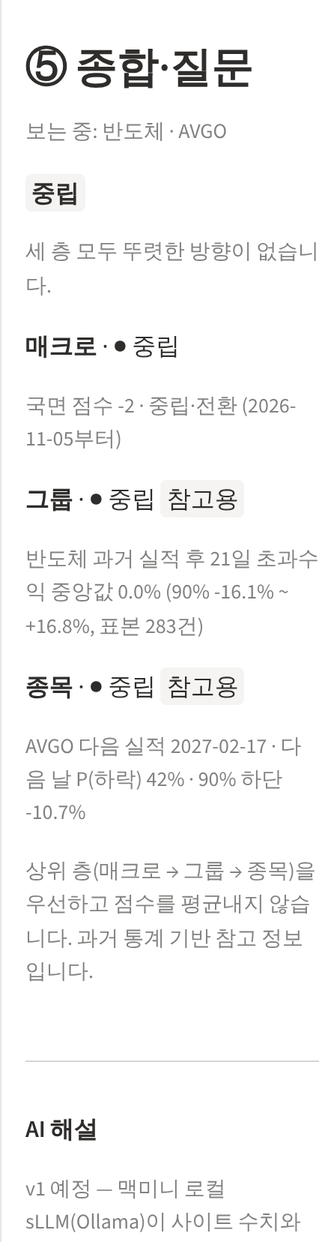 ⑤ 종합·질문
보는 중: 반도체 · AVGO
중립
세 층 모두 뚜렷한 방향이 없습니
다.
매크로 · ● 중립
국면 점수 -2 · 중립·전환 (2026-
11-05부터)
그룹 · ● 중립 참고용
반도체 과거 실적 후 21일 초과수
익 중앙값 0.0% (90% -16.1% ~
+16.8%, 표본 283건)
종목 · ● 중립 참고용
AVGO 다음 실적 2027-02-17 · 다
음 날 P(하락) 42% · 90% 하단
-10.7%
상위 층(매크로 → 그룹 → 종목)을
우선하고 점수를 평균내지 않습
니다. 과거 통계 기반 참고 정보
입니다.
AI 해설
v1 예정 — 맥미니 로컬
sLLM(Ollama)이 사이트 수치와